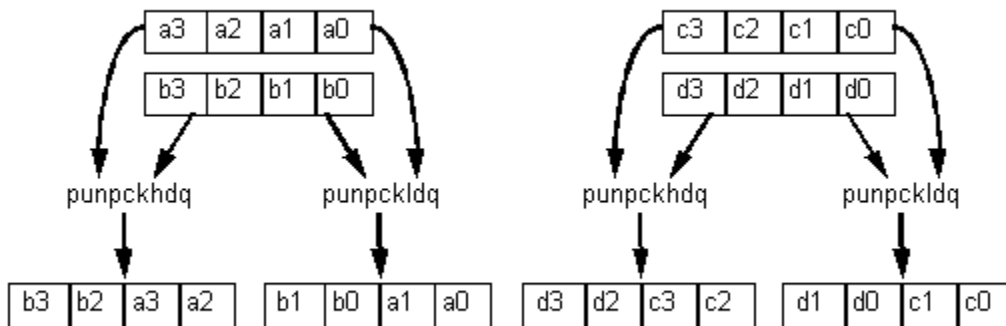 a3 a2 a1 a0 c3 c2 c1 c0
b3 b2 b1 b0 d3 d2 d1 d0
punpckhdq punpckldq punpckhdq punpckldq
b3 b2 a3 a2 b1 b0 a1 a0 d3 d2 c3 c2 d1 d0 c1 c0